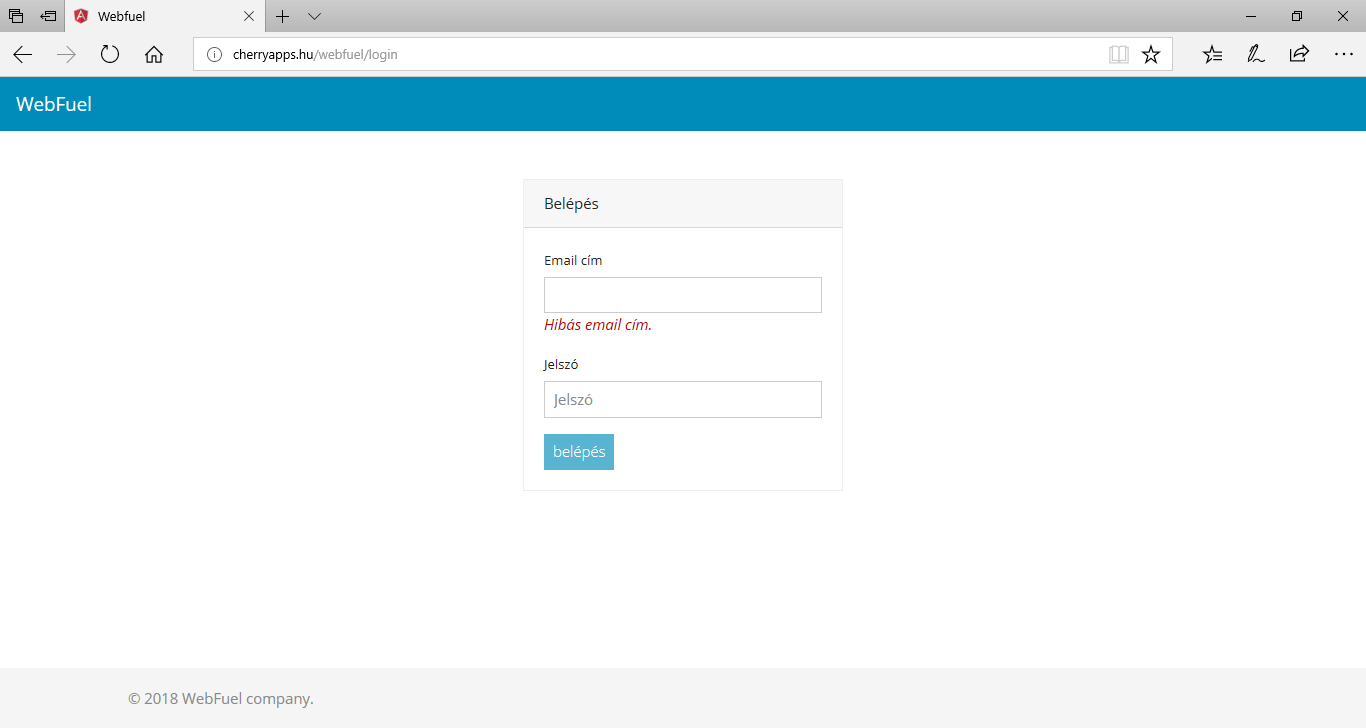 Webfuel
cherryapps.hu/webfuel/login
WebFuel
Belépés
Email cím
Hibás email cím.
Jelszó
Jelszó
belépés
© 2018 WebFuel company.